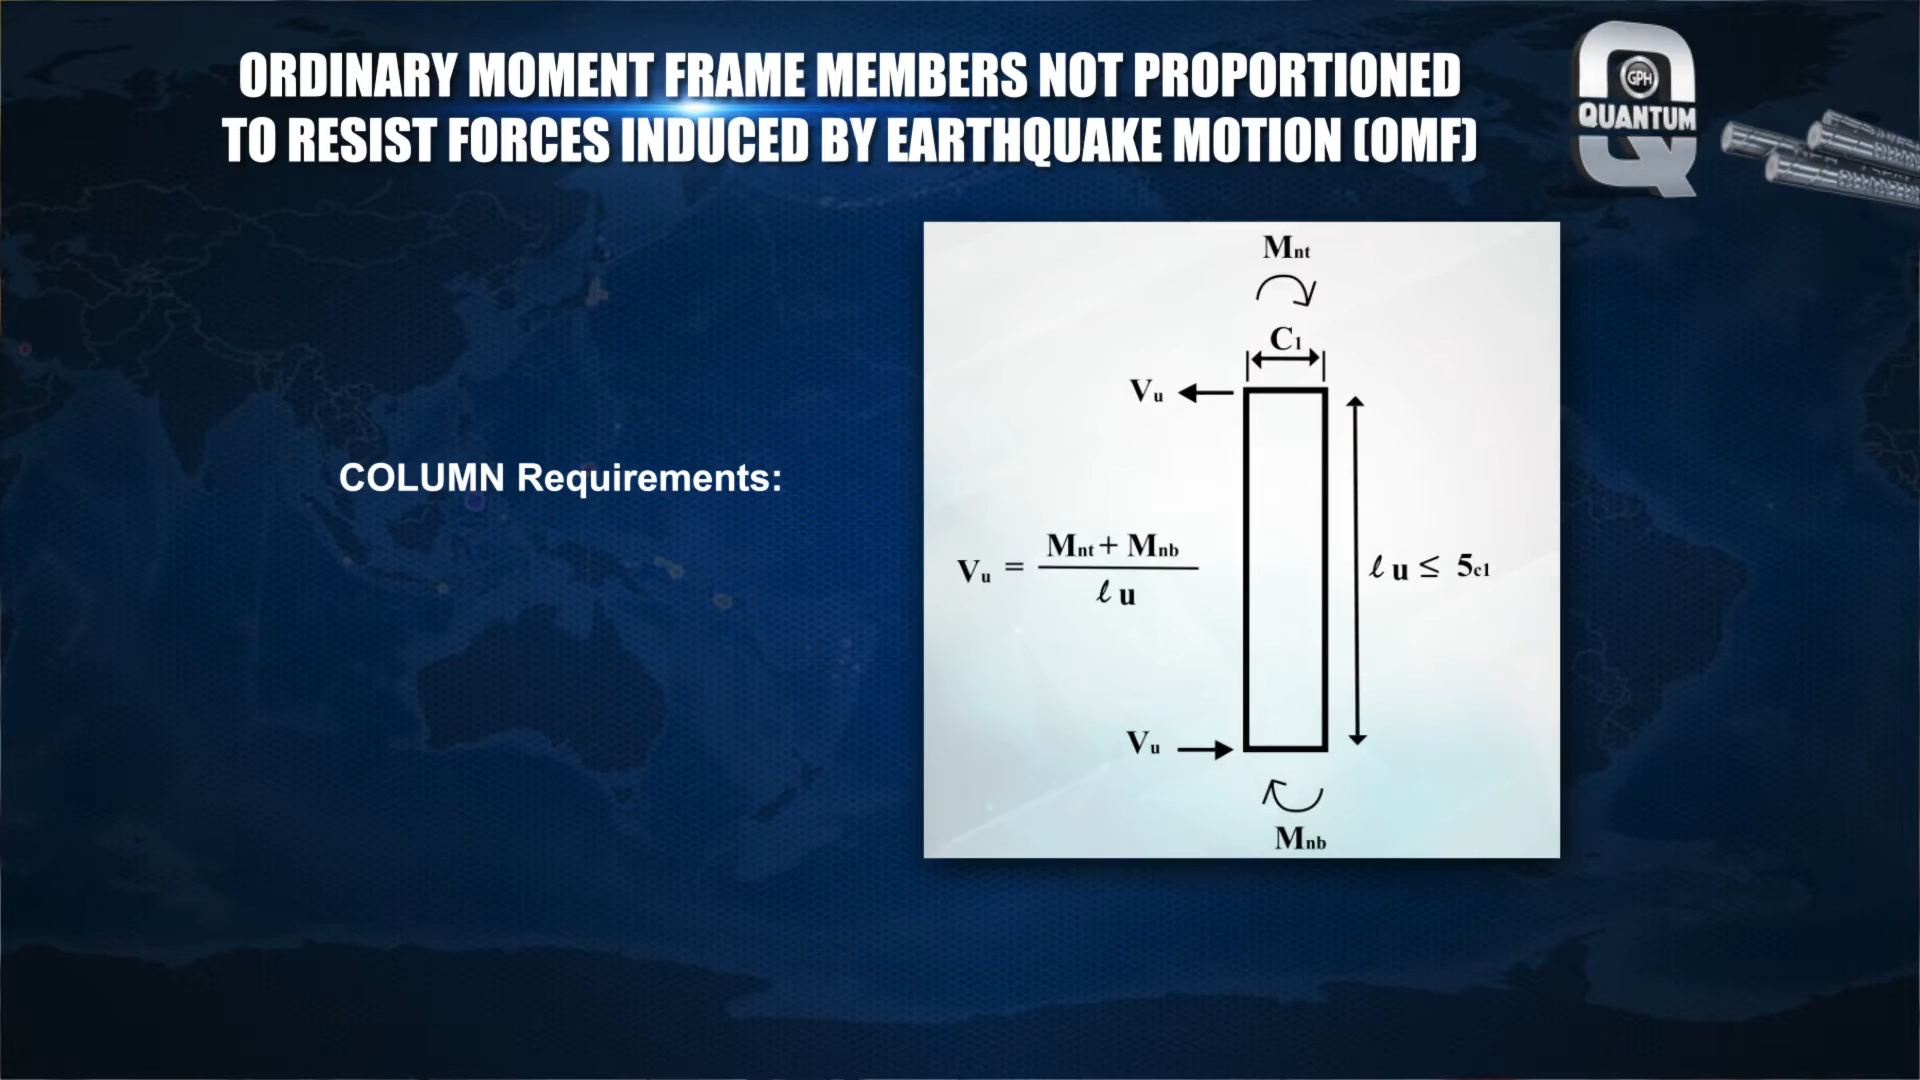 ORDINARY MOMENT FRAME MEMBERS NOT PROPORTIONED
TO RESIST FORCES INDUCED BY EARTHQUAKE MOTION (OMF)
GPH
QUANTUM
COLUMN Requirements:
Mnt
C1
Vu
Vu = Mnt + Mnb / ℓu
ℓu ≤ 5c1
Vu
Mnb